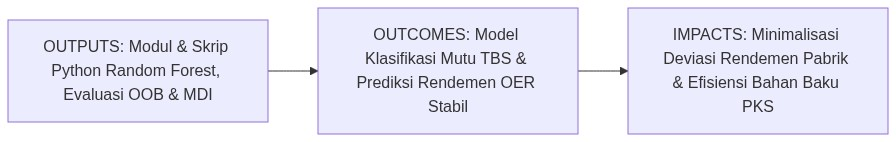 OUTPUTS: Modul & Skrip
Python Random Forest,
Evaluasi OOB & MDI
OUTCOMES: Model
Klasifikasi Mutu TBS &
Prediksi Rendemen OER
Stabil
IMPACTS: Minimalisasi
Deviasi Rendemen Pabrik
& Efisiensi Bahan Baku
PKS